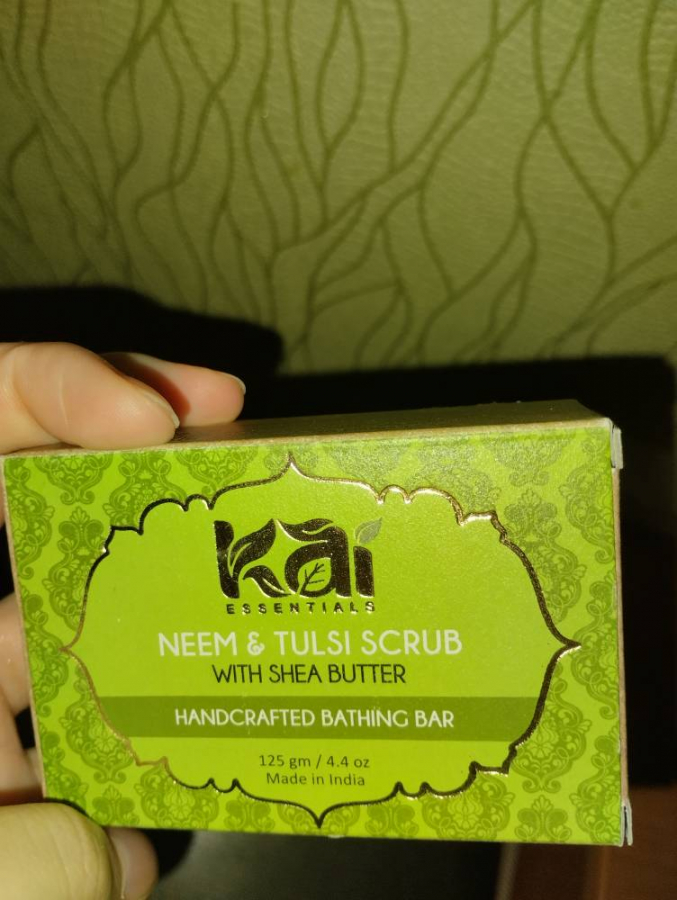 Kai
ESSENTIALS
NEEM & TULSI SCRUB
WITH SHEA BUTTER
HANDCRAFTED BATHING BAR
125 gm / 4.4 oz
Made in India